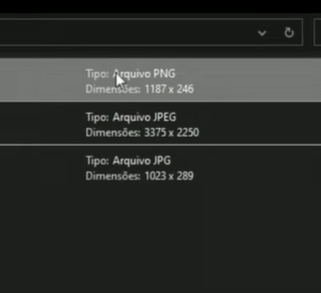 Tipo: Arquivo PNG
Dimensões: 1187 x 246
Tipo: Arquivo JPEG
Dimensões: 3375 x 2250
Tipo: Arquivo JPG
Dimensões: 1023 x 289